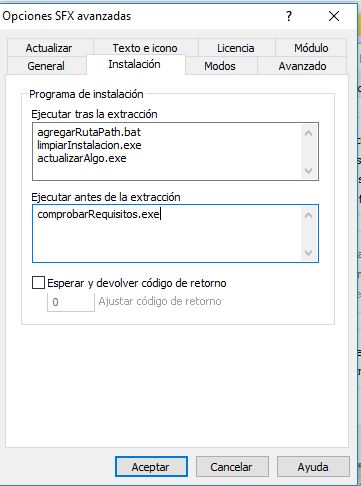 Opciones SFX avanzadas ?
Actualizar Texto e icono Licencia Módulo
General Instalación Modos Avanzado
Programa de instalación
Ejecutar tras la extracción
agregarRutaPath.bat
limpiarInstalacion.exe
actualizarAlgo.exe
Ejecutar antes de la extracción
comprobarRequisitos.exe
Esperar y devolver código de retorno
0 Ajustar código de retorno
Aceptar Cancelar Ayuda